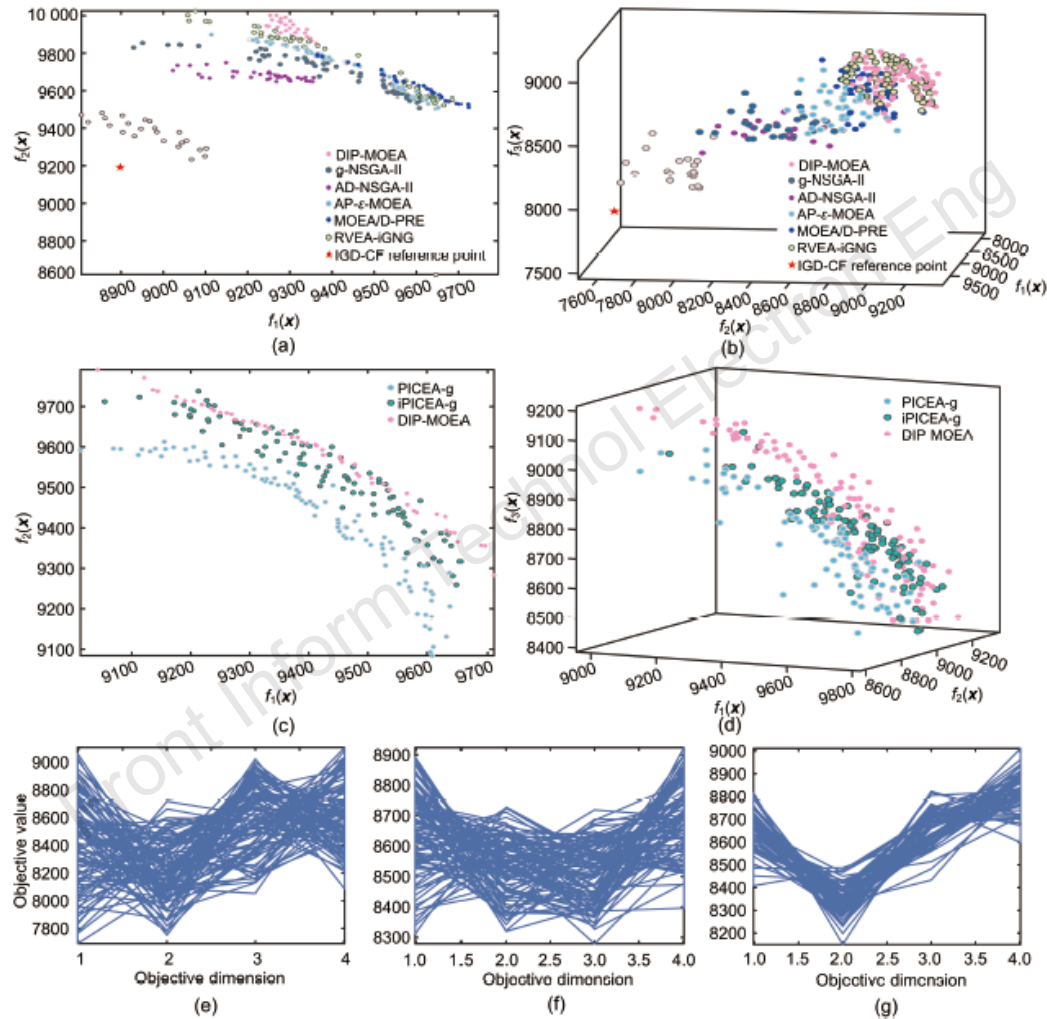 10 000
9800
9600
9400
9200
9000
8800
8600
f₂(x)
8900 9000 9100 9200 9300 9400 9500 9600 9700
f₁(x)
DIP-MOEA
g-NSGA-II
AD-NSGA-II
AP-ε-MOEA
MOEA/D-PRE
RVEA-iGNG
IGD-CF reference point
(a)
9000
8500
8000
7500
f₃(x)
DIP-MOEA
g-NSGA-II
AD-NSGA-II
AP-ε-MOEA
MOEA/D-PRE
RVEA-iGNG
IGD-CF reference point
7600 7800 8000 8200 8400 8600 8800 9000 9200
f₂(x)
8000
6500
9000
9500
f₁(x)
(b)
9700
9600
9500
9400
9300
9200
9100
f₂(x)
PICEA-g
iPICEA-g
DIP-MOEA
9100 9200 9300 9400 9500 9600 9700
f₁(x)
(c)
9200
9100
9000
8900
8800
8700
8600
8500
8400
f₃(x)
PICEA-g
iPICEA-g
DIP MOEA
9000 9200 9400 9600 9800
f₁(x)
8600 8800 9000 9200
f₂(x)
(d)
9000
8800
8600
8400
8200
8000
7800
Objective value
1 2 3 4
Objective dimension
(e)
8900
8800
8700
8600
8500
8400
8300
1.0 1.5 2.0 2.5 3.0 3.5 4.0
Objective dimension
(f)
9000
8900
8800
8700
8600
8500
8400
8300
8200
1.0 1.5 2.0 2.5 3.0 3.5 4.0
Objective dimension
(g)
Front Inform Technol Electron Eng